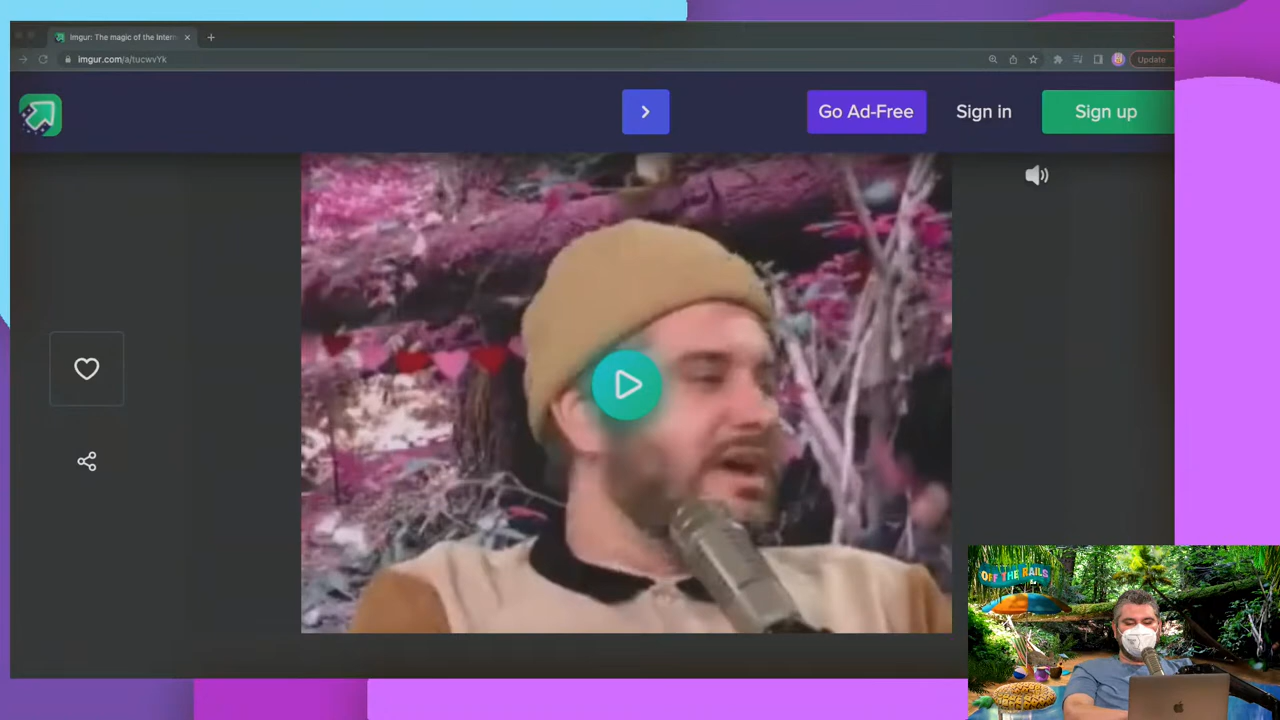 imgur: The magic of the Intern
imgur.com/a/tucwvYk
Update
Go Ad-Free
Sign in
Sign up
OFF THE RAILS